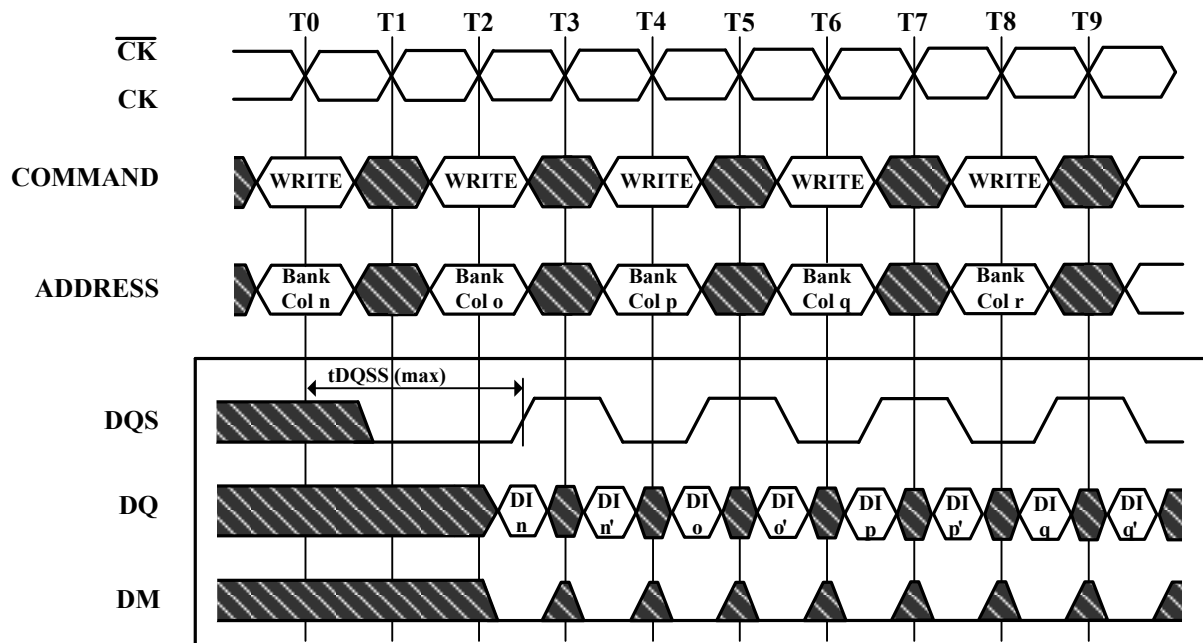 T0 T1 T2 T3 T4 T5 T6 T7 T8 T9
CK
CK
COMMAND WRITE WRITE WRITE WRITE WRITE
ADDRESS Bank Col n Bank Col o Bank Col p Bank Col q Bank Col r
tDQSS (max)
DQS
DQ DI n DI n' DI o DI o' DI p DI p' DI q DI q'
DM